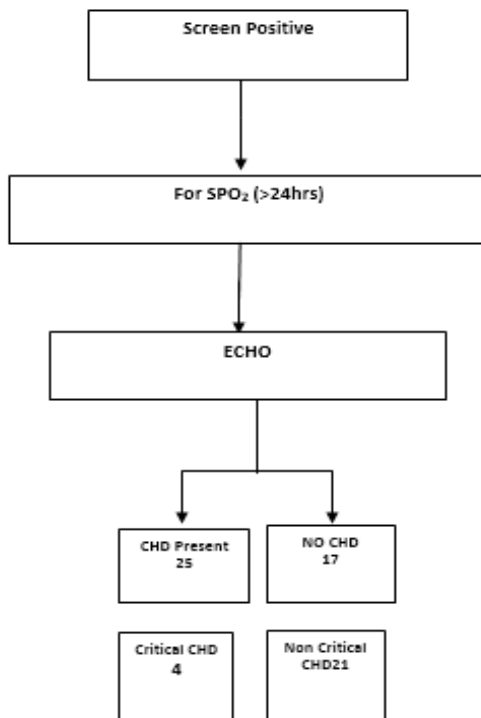 Screen Positive
For SPO₂ (>24hrs)
ECHO
CHD Present
25
NO CHD
17
Critical CHD
4
Non Critical
CHD21